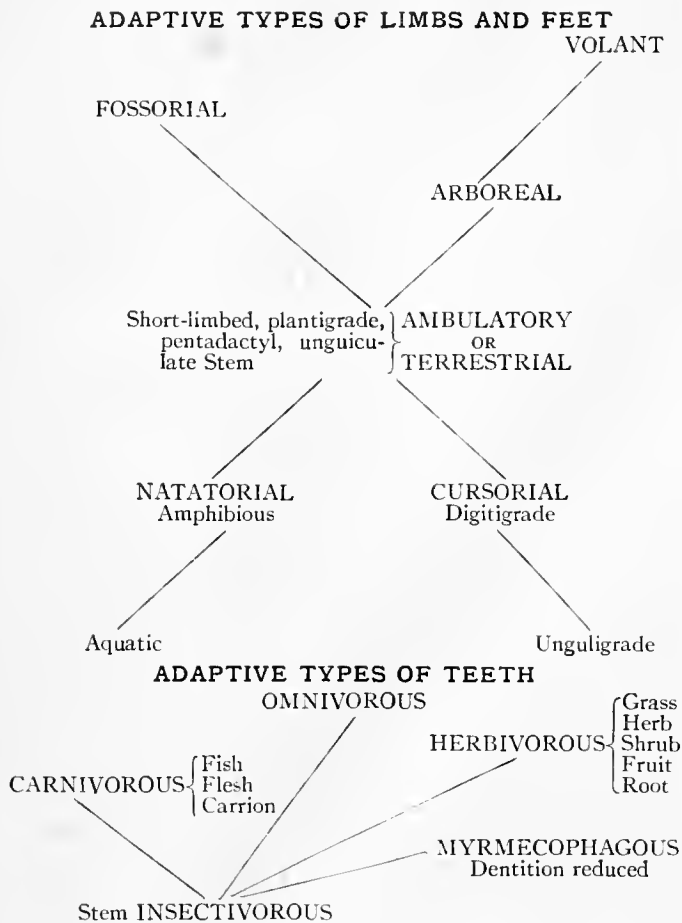 ADAPTIVE TYPES OF LIMBS AND FEET
VOLANT
FOSSORIAL
ARBOREAL
Short-limbed, plantigrade,
pentadactyl, unguicu-
late Stem
AMBULATORY
OR
TERRESTRIAL
NATATORIAL
Amphibious
CURSORIAL
Digitigrade
Aquatic
Unguligrade
ADAPTIVE TYPES OF TEETH
OMNIVOROUS
HERBIVOROUS
Grass
Herb
Shrub
Fruit
Root
CARNIVOROUS
Fish
Flesh
Carrion
MYRMECOPHAGOUS
Dentition reduced
Stem INSECTIVOROUS